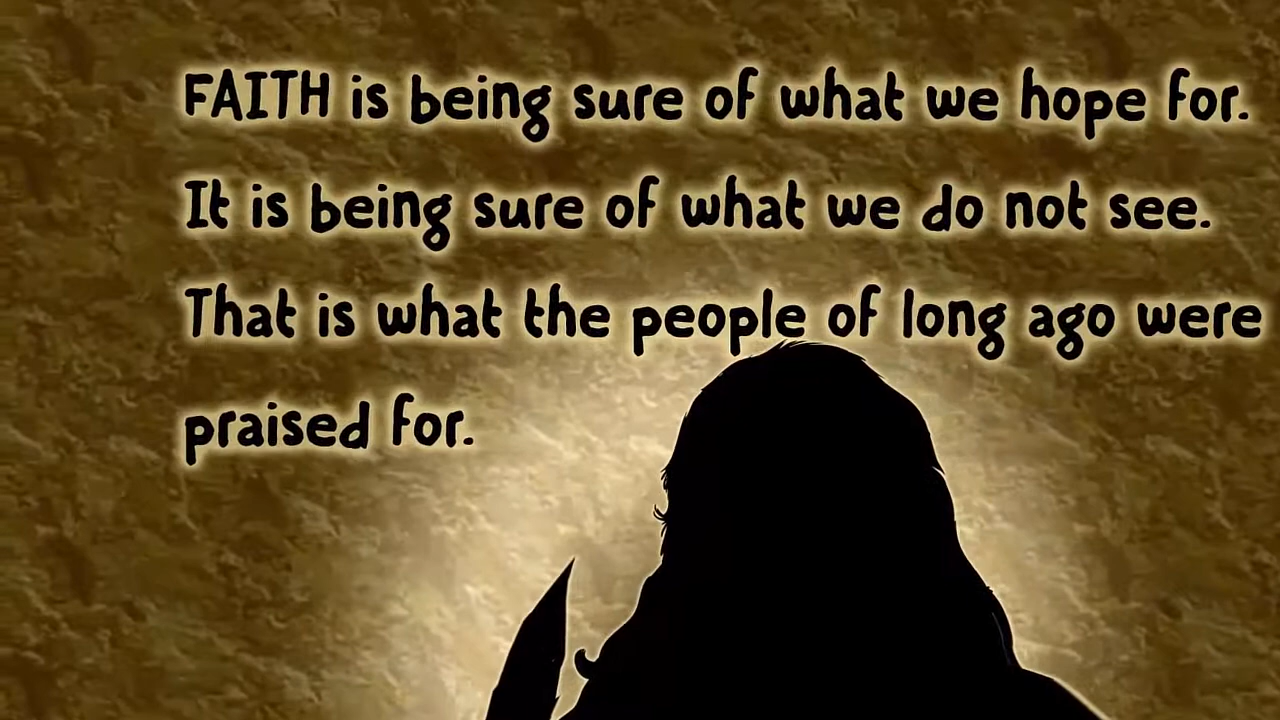 FAITH is being sure of what we hope for.
It is being sure of what we do not see.
That is what the people of long ago were
praised for.